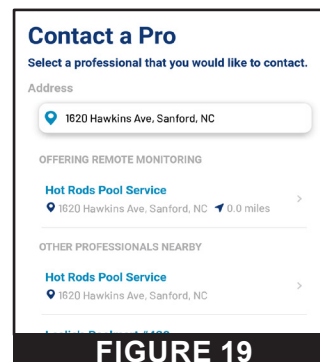 Contact a Pro
Select a professional that you would like to contact.
Address
1620 Hawkins Ave, Sanford, NC
OFFERING REMOTE MONITORING
Hot Rods Pool Service
1620 Hawkins Ave, Sanford, NC 0.0 miles
OTHER PROFESSIONALS NEARBY
Hot Rods Pool Service
1620 Hawkins Ave, Sanford, NC
FIGURE 19